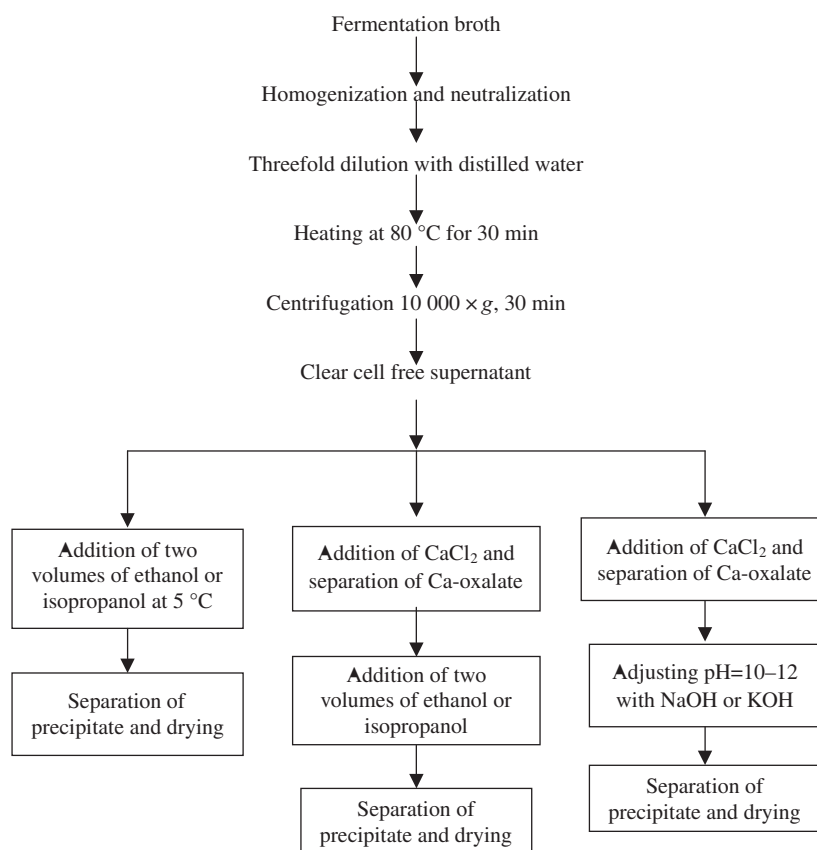 Fermentation broth
Homogenization and neutralization
Threefold dilution with distilled water
Heating at 80 °C for 30 min
Centrifugation 10 000 × g, 30 min
Clear cell free supernatant
Addition of two
volumes of ethanol or
isopropanol at 5 °C
Separation of
precipitate and drying
Addition of CaCl₂ and
separation of Ca-oxalate
Addition of two
volumes of ethanol or
isopropanol
Separation of
precipitate and drying
Addition of CaCl₂ and
separation of Ca-oxalate
Adjusting pH=10–12
with NaOH or KOH
Separation of
precipitate and drying